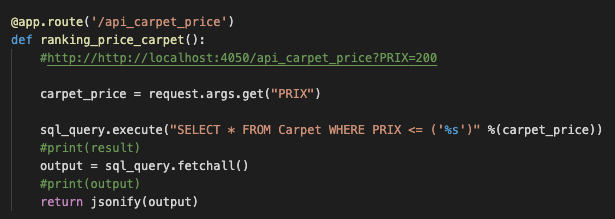 @app.route('/api_carpet_price')
def ranking_price_carpet():
#http://http://localhost:4050/api_carpet_price?PRIX=200
carpet_price = request.args.get("PRIX")
sql_query.execute("SELECT * FROM Carpet WHERE PRIX <= ('%s')" %(carpet_price))
#print(result)
output = sql_query.fetchall()
#print(output)
return jsonify(output)